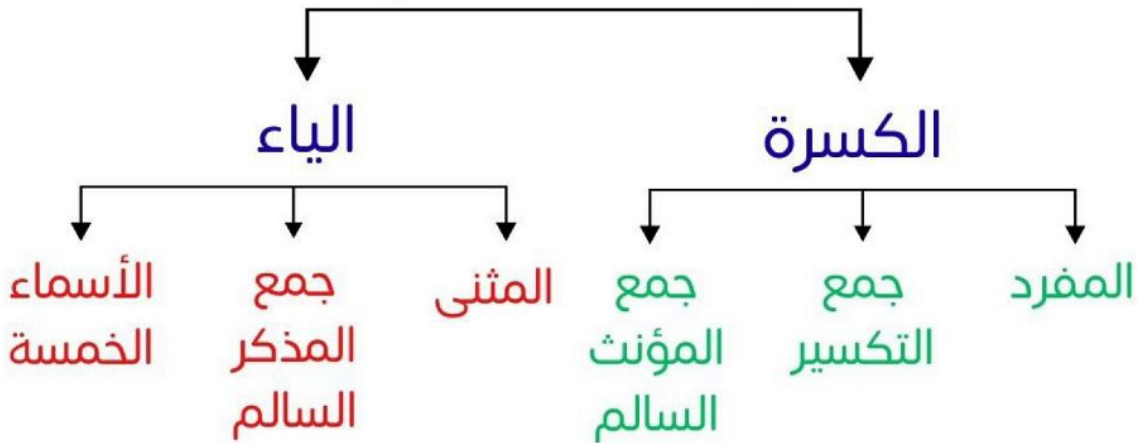 الكسرة
الياء
المفرد
جمع
التكسير
جمع
المؤنث
السالم
المثنى
جمع
المذكر
السالم
الأسماء
الخمسة